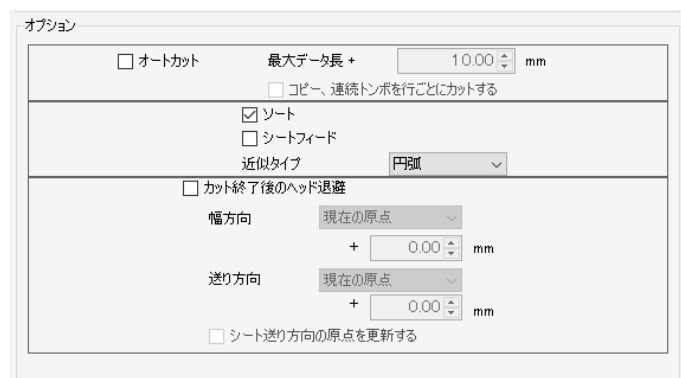 オプション
オートカット 最大データ長 + 10.00 mm
コピー、連続トンボを行ごとにカットする
ソート
シートフィード
近似タイプ 円弧
カット終了後のヘッド退避
幅方向 現在の原点
+ 0.00 mm
送り方向 現在の原点
+ 0.00 mm
シート送り方向の原点を更新する